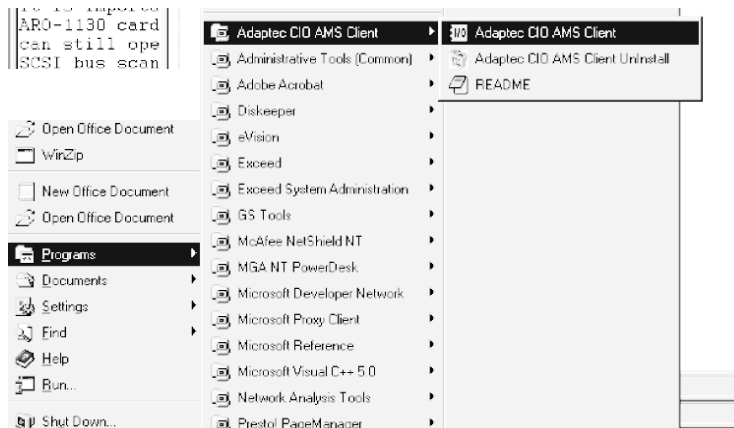 ARO-1130 card
can still ope
SCSI bus scan
Open Office Document
WinZip
New Office Document
Open Office Document
Programs
Documents
Settings
Find
Help
Run...
Shut Down...
Adaptec CIO AMS Client
Administrative Tools (Common)
Adobe Acrobat
Diskeeper
eVision
Exceed
Exceed System Administration
GS Tools
McAfee NetShield NT
MGA NT PowerDesk
Microsoft Developer Network
Microsoft Proxy Client
Microsoft Reference
Microsoft Visual C++ 5.0
Network Analysis Tools
Presto! PageManager
Adaptec CIO AMS Client
Adaptec CIO AMS Client UnInstall
README